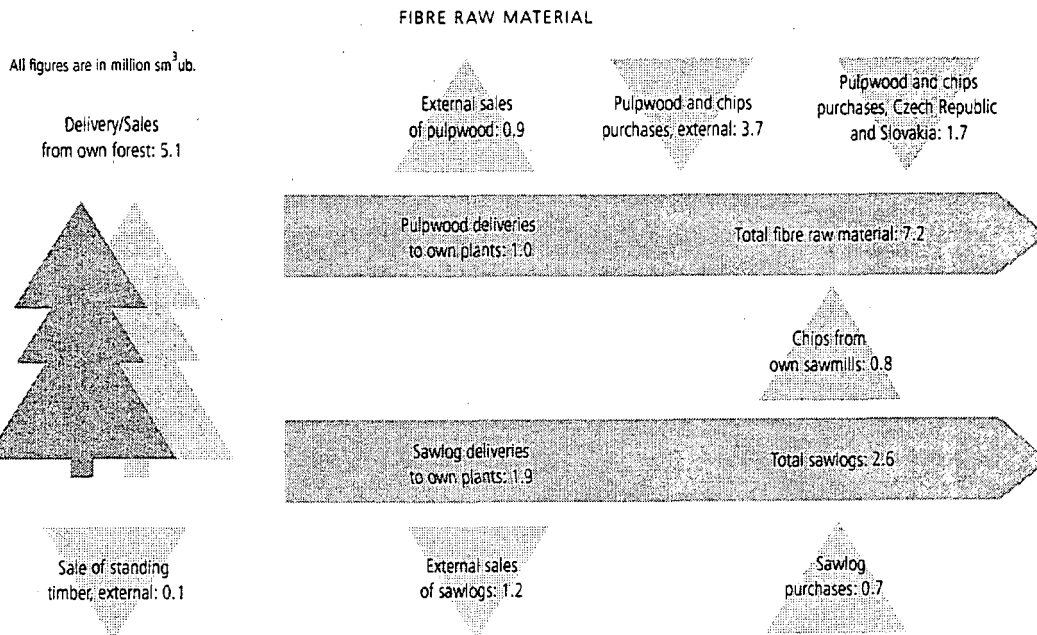 FIBRE RAW MATERIAL
All figures are in million sm³ub.
Delivery/Sales
from own forest: 5.1
External sales
of pulpwood: 0.9
Pulpwood and chips
purchases, external: 3.7
Pulpwood and chips
purchases, Czech Republic
and Slovakia: 1.7
Pulpwood deliveries
to own plants: 1.0
Total fibre raw material: 7.2
Chips from
own sawmills: 0.8
Sawlog deliveries
to own plants: 1.9
Total sawlogs: 2.6
Sale of standing
timber, external: 0.1
External sales
of sawlogs: 1.2
Sawlog
purchases: 0.7